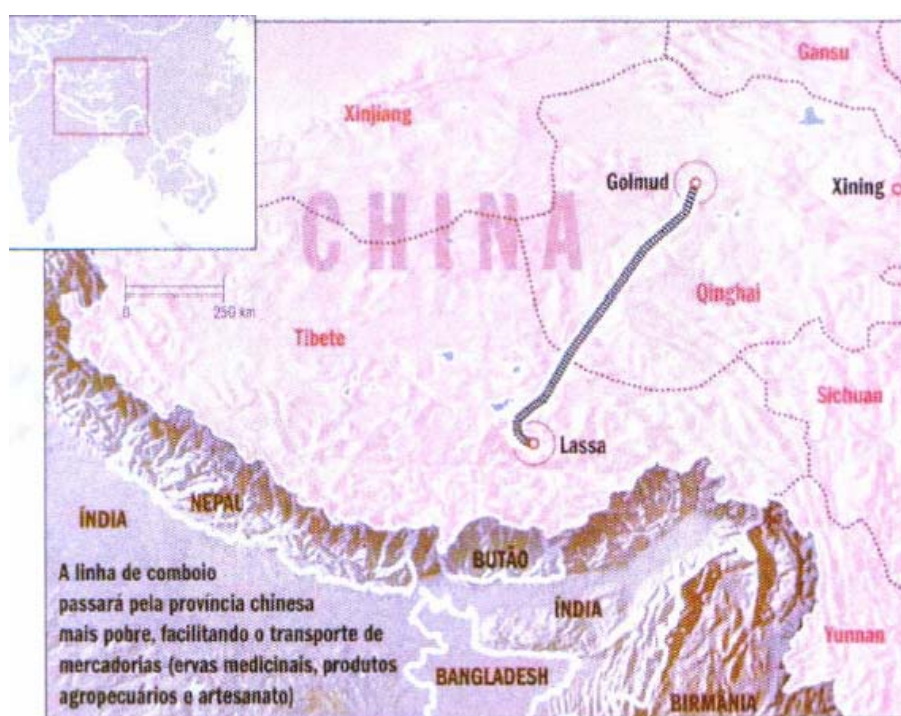 Gansu
Xinjiang
Golmud
Xining
CHINA
0 250 km
Qinghai
Tibete
Sichuan
Lassa
NEPAL
ÍNDIA
BUTÃO
A linha de comboio
passará pela província chinesa
mais pobre, facilitando o transporte de
mercadorias (ervas medicinais, produtos
agropecuários e artesanato)
ÍNDIA
Yunnan
BANGLADESH
BIRMÂNIA